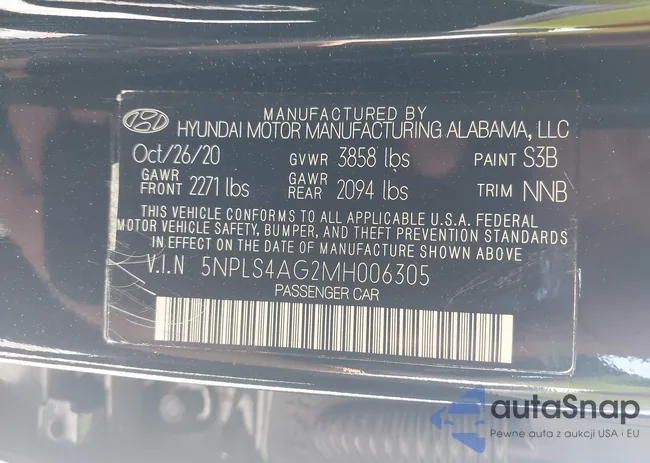 MANUFACTURED BY
HYUNDAI MOTOR MANUFACTURING ALABAMA, LLC
Oct/26/20 GVWR 3858 lbs PAINT S3B
GAWR FRONT 2271 lbs GAWR REAR 2094 lbs TRIM NNB
THIS VEHICLE CONFORMS TO ALL APPLICABLE U.S.A. FEDERAL
MOTOR VEHICLE SAFETY, BUMPER, AND THEFT PREVENTION STANDARDS
IN EFFECT ON THE DATE OF MANUFACTURE SHOWN ABOVE
V.I.N 5NPLS4AG2MH006305
PASSENGER CAR
autaSnap
Pewne auta z aukcji USA i EU